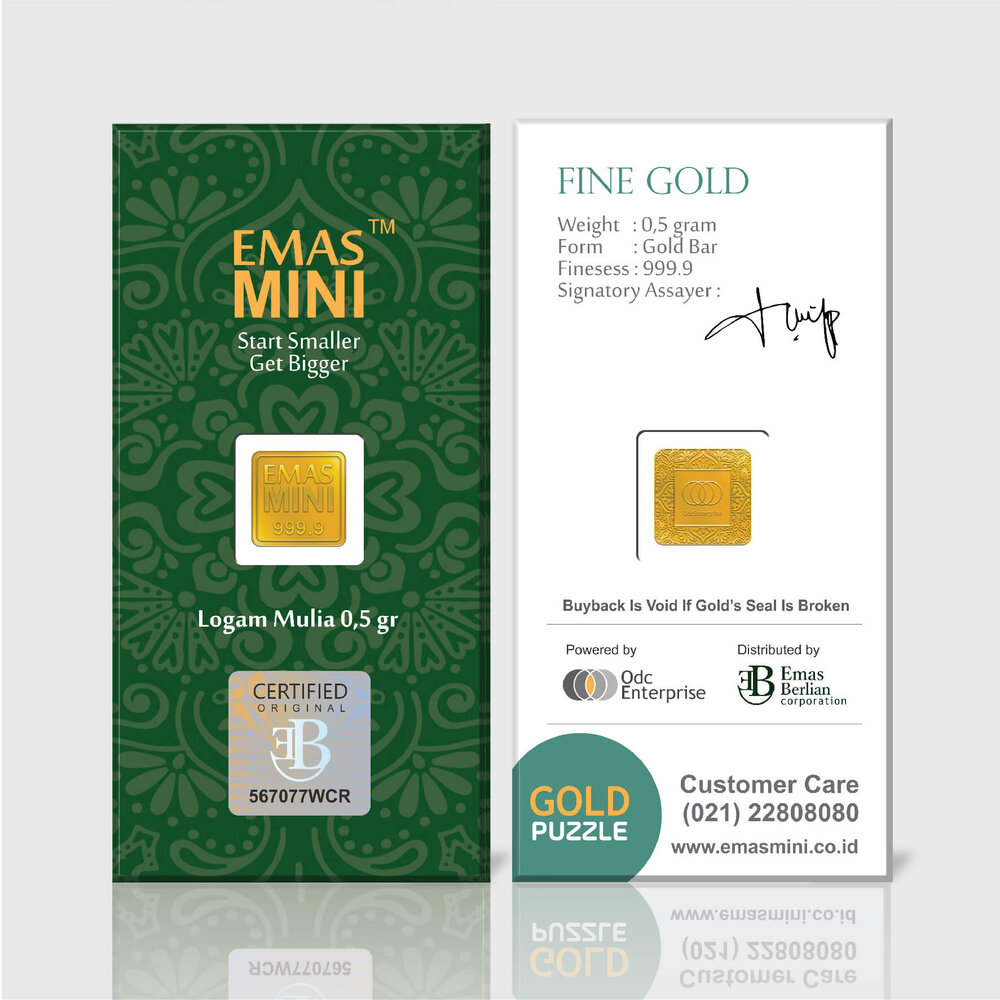 EMAS™
MINI
Start Smaller
Get Bigger
EMAS
MINI
999.9
Logam Mulia 0,5 gr
CERTIFIED
ORIGINAL
EB
567077WCR
FINE GOLD
Weight : 0,5 gram
Form : Gold Bar
Finesess : 999.9
Signatory Assayer :
OdcEnterprise
Buyback Is Void If Gold's Seal Is Broken
Powered by
Odc
Enterprise
Distributed by
EB
Emas
Berlian
corporation
GOLD
PUZZLE
Customer Care
(021) 22808080
www.emasmini.co.id